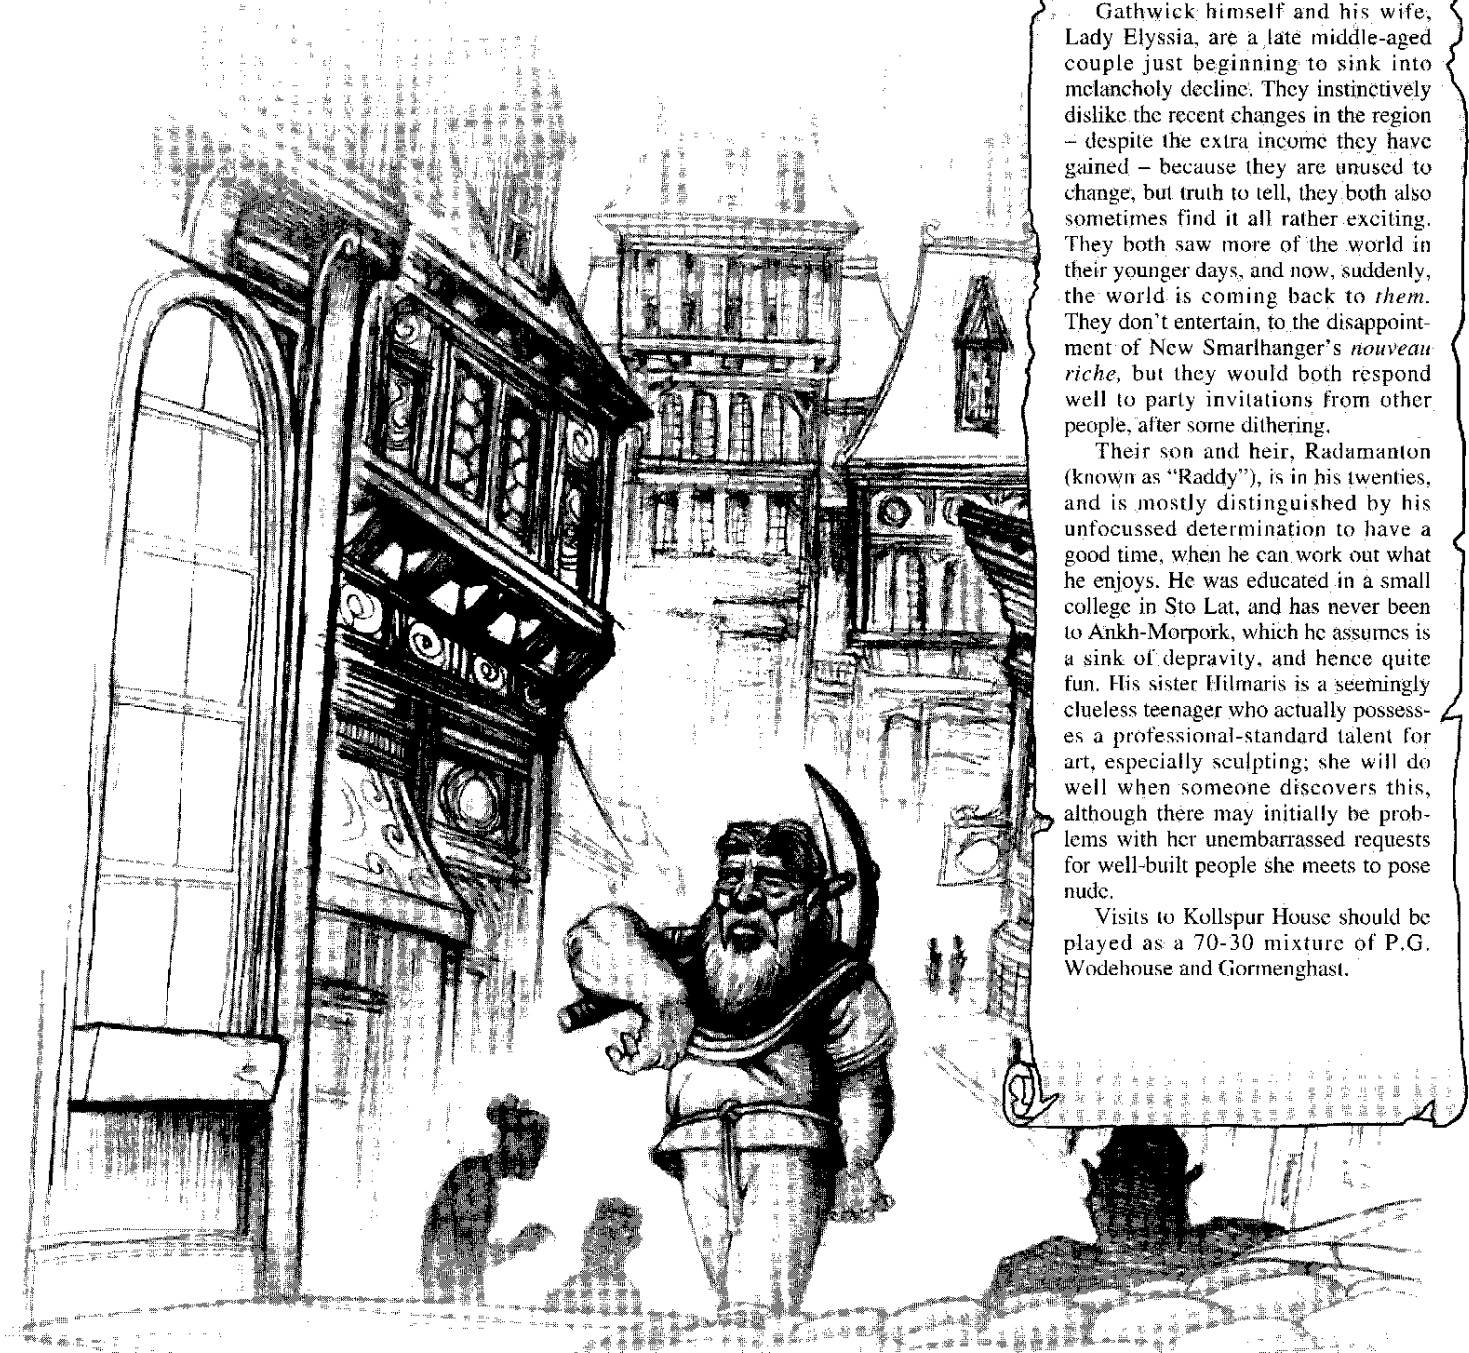 Gathwick himself and his wife,
Lady Elyssia, are a late middle-aged
couple just beginning to sink into
melancholy decline. They instinctively
dislike the recent changes in the region
– despite the extra income they have
gained – because they are unused to
change, but truth to tell, they both also
sometimes find it all rather exciting.
They both saw more of the world in
their younger days, and now, suddenly,
the world is coming back to them.
They don't entertain, to the disappoint-
ment of New Smarlhanger's nouveau
riche, but they would both respond
well to party invitations from other
people, after some dithering.
Their son and heir, Radamanton
(known as “Raddy”), is in his twenties,
and is mostly distinguished by his
unfocussed determination to have a
good time, when he can work out what
he enjoys. He was educated in a small
college in Sto Lat, and has never been
to Ankh-Morpork, which he assumes is
a sink of depravity, and hence quite
fun. His sister Hilmaris is a seemingly
clueless teenager who actually possess-
es a professional-standard talent for
art, especially sculpting; she will do
well when someone discovers this,
although there may initially be prob-
lems with her unembarrassed requests
for well-built people she meets to pose
nude.
Visits to Kollspur House should be
played as a 70-30 mixture of P.G.
Wodehouse and Gormenghast.